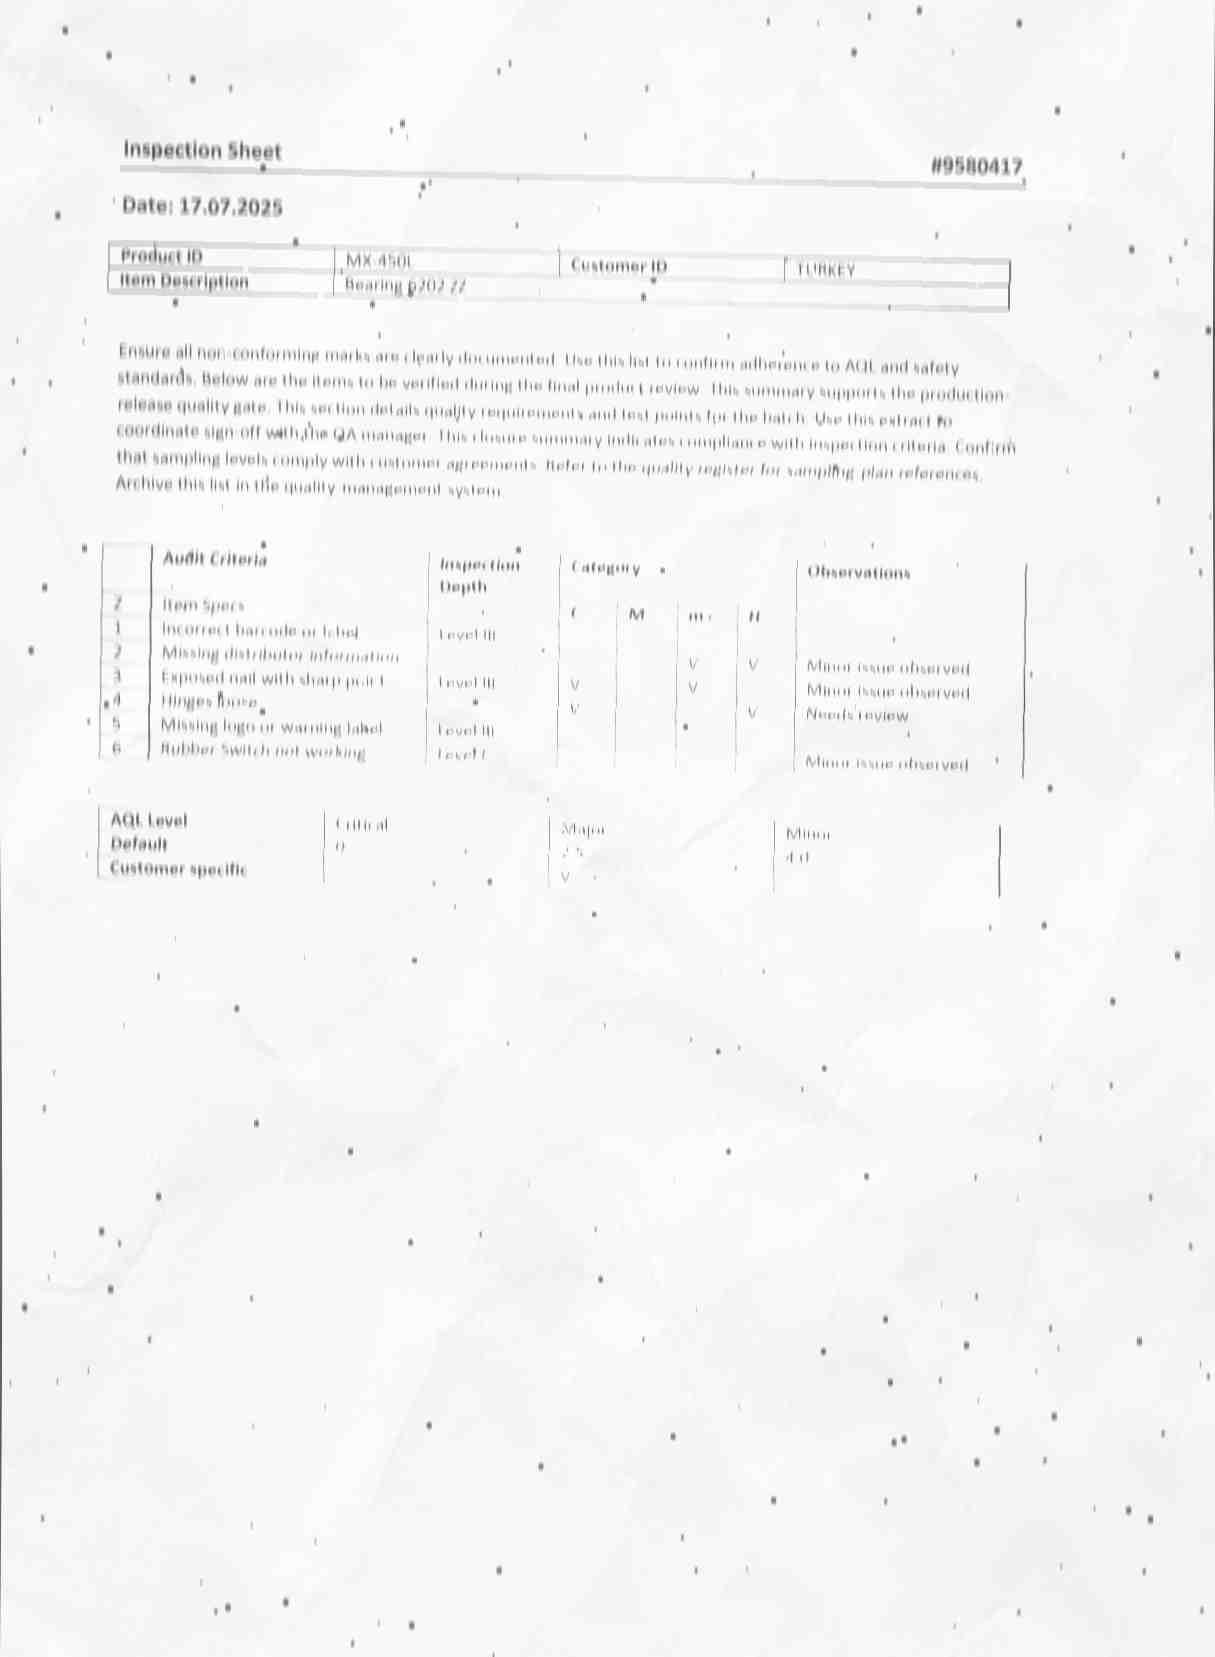 Inspection Sheet
#9580417
Date: 17.07.2025
Product ID MX-450L Customer ID TURKEY
Item Description Bearing 6202 ZZ
Ensure all non-conforming marks are clearly documented. Use this list to confirm adherence to AQL and safety
standards. Below are the items to be verified during the final product review. This summary supports the production-
release quality gate. This section details quality requirements and test points for the batch. Use this extract to
coordinate sign-off with the QA manager. This closure summary indicates compliance with inspection criteria. Confirm
that sampling levels comply with customer agreements. Refer to the quality register for sampling plan references.
Archive this list in the quality management system.
Audit Criteria Inspection Category Observations
Depth
2 Item Specs C M
1 Incorrect barcode or label Level III
2 Missing distributor information V V Minor issue observed
3 Exposed nail with sharp point Level III V V Minor issue observed
4 Hinges loose V V Needs review
5 Missing logo or warning label Level III
6 Rubber Switch not working Level I Minor issue observed
AQL Level Critical Major Minor
Default 0 2.5 4.0
Customer specific V